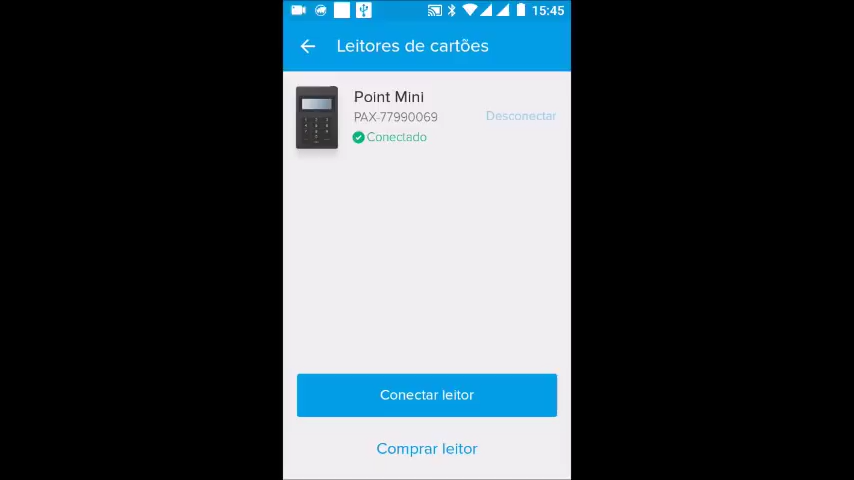 15:45
Leitores de cartões
Point Mini
PAX-77990069
Desconectar
Conectado
Conectar leitor
Comprar leitor